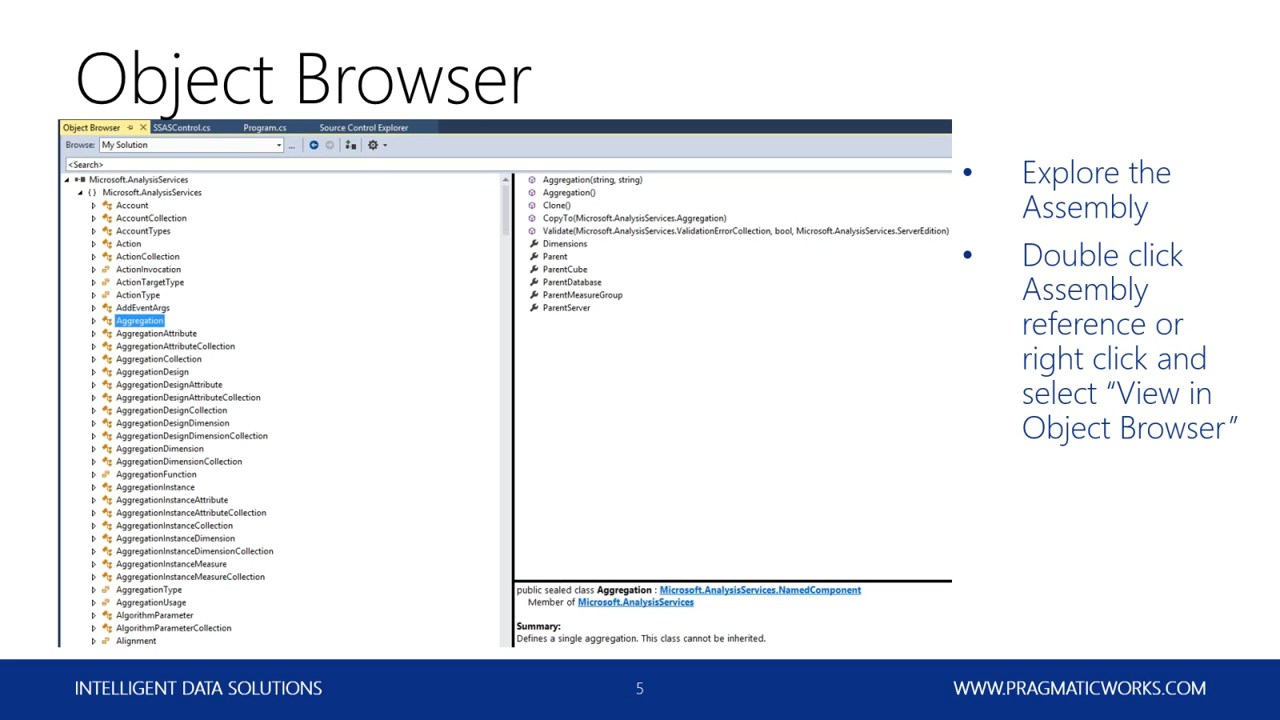 Object Browser
Object Browser SSASControl.cs Program.cs Source Control Explorer
Browse: My Solution ...
<Search>
Microsoft.AnalysisServices
{ } Microsoft.AnalysisServices
Account
AccountCollection
AccountTypes
Action
ActionCollection
ActionInvocation
ActionTargetType
ActionType
AddEventArgs
Aggregation
AggregationAttribute
AggregationAttributeCollection
AggregationCollection
AggregationDesign
AggregationDesignAttribute
AggregationDesignAttributeCollection
AggregationDesignCollection
AggregationDesignDimension
AggregationDesignDimensionCollection
AggregationDimension
AggregationDimensionCollection
AggregationFunction
AggregationInstance
AggregationInstanceAttribute
AggregationInstanceAttributeCollection
AggregationInstanceCollection
AggregationInstanceDimension
AggregationInstanceDimensionCollection
AggregationInstanceMeasure
AggregationInstanceMeasureCollection
AggregationType
AggregationUsage
AlgorithmParameter
AlgorithmParameterCollection
Alignment
Aggregation(string, string)
Aggregation()
Clone()
CopyTo(Microsoft.AnalysisServices.Aggregation)
Validate(Microsoft.AnalysisServices.ValidationErrorCollection, bool, Microsoft.AnalysisServices.ServerEdition)
Dimensions
Parent
ParentCube
ParentDatabase
ParentMeasureGroup
ParentServer
public sealed class Aggregation : Microsoft.AnalysisServices.NamedComponent
Member of Microsoft.AnalysisServices
Summary:
Defines a single aggregation. This class cannot be inherited.
• Explore the
Assembly
• Double click
Assembly
reference or
right click and
select “View in
Object Browser”
INTELLIGENT DATA SOLUTIONS
5
WWW.PRAGMATICWORKS.COM